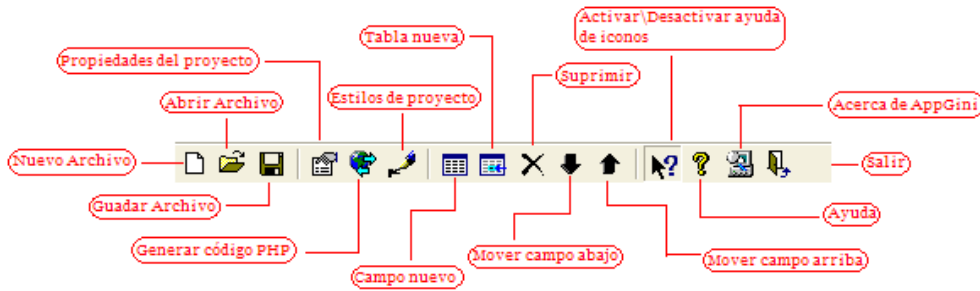 Activar\Desactivar ayuda
de iconos
Tabla nueva
Propiedades del proyecto
Suprimir
Abrir Archivo
Estilos de proyecto
Acerca de AppGini
Nuevo Archivo
Salir
Guadar Archivo
Ayuda
Generar código PHP
Mover campo abajo
Mover campo arriba
Campo nuevo